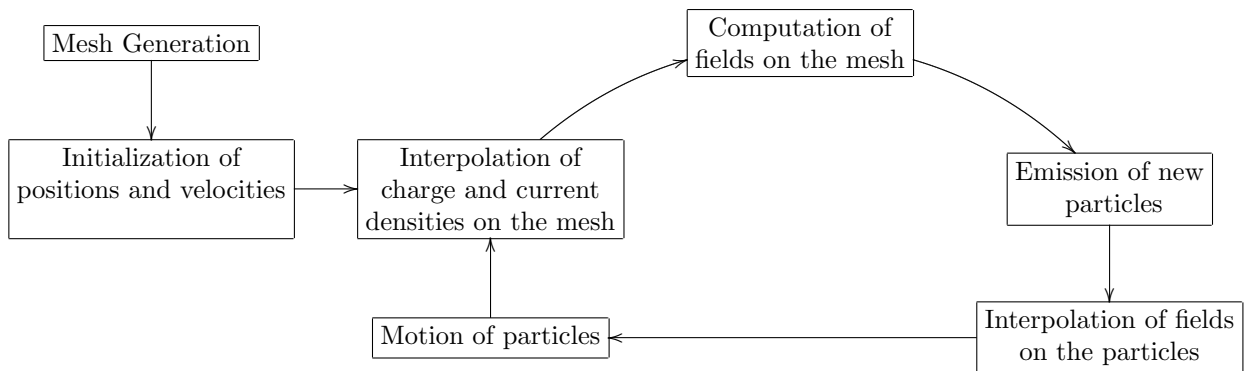 Mesh Generation
Initialization of
positions and velocities
Interpolation of
charge and current
densities on the mesh
Computation of
fields on the mesh
Emission of new
particles
Interpolation of fields
on the particles
Motion of particles